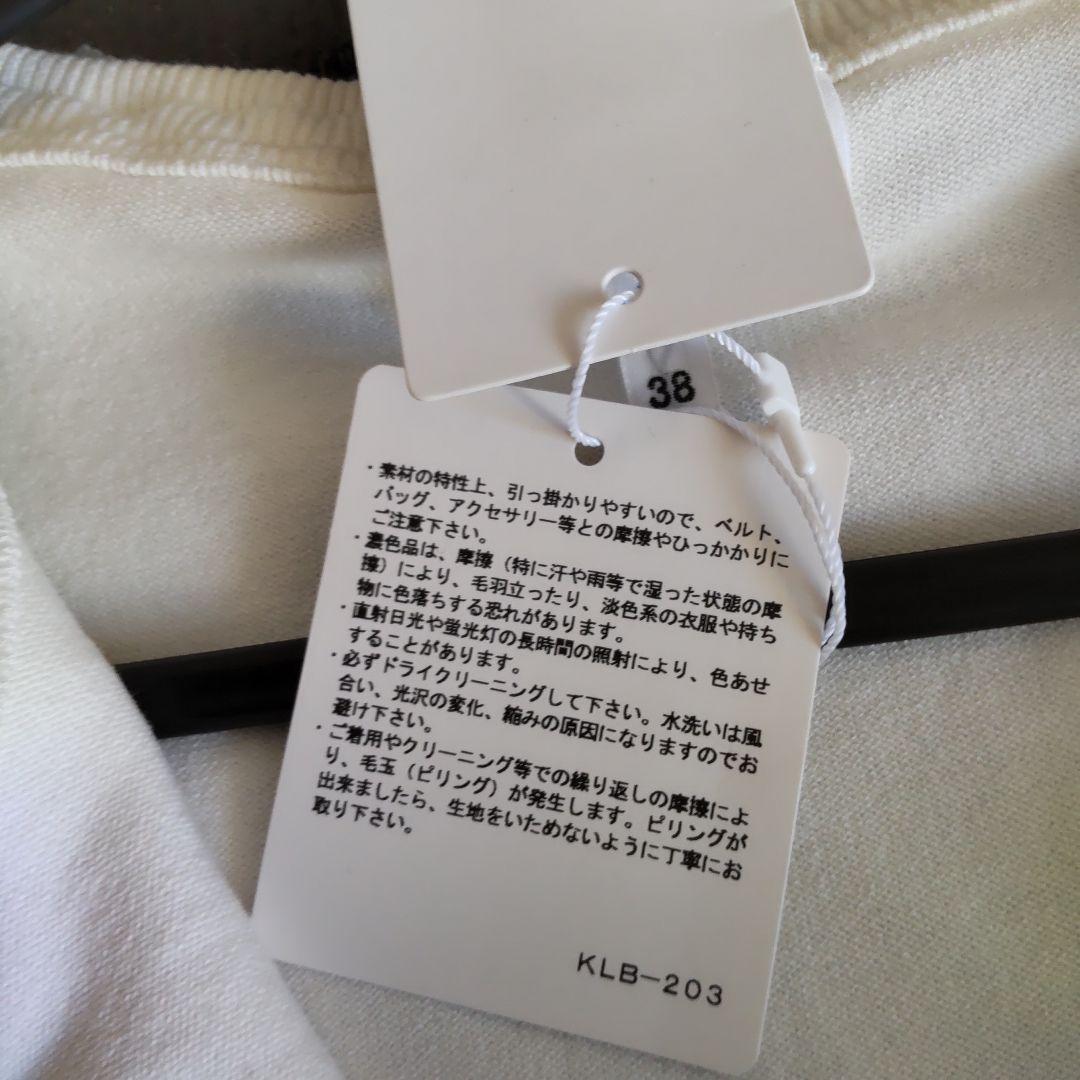 38
・素材の特性上、引っ掛かりやすいので、ベルト、
バッグ、アクセサリー等との摩擦やひっかかりに
ご注意下さい。
・濃色品は、摩擦（特に汗や雨等で湿った状態の摩
擦）により、毛羽立ったり、淡色系の衣服や持ち
物に色落ちする恐れがあります。
・直射日光や蛍光灯の長時間の照射により、色あせ
することがあります。
・必ずドライクリーニングして下さい。水洗いは風
合い、光沢の変化、縮みの原因になりますのでお
避け下さい。
・ご着用やクリーニング等での繰り返しの摩擦によ
り、毛玉（ピリング）が発生します。ピリングが
出来ましたら、生地をいためないように丁寧にお
取り下さい。
KLB-203